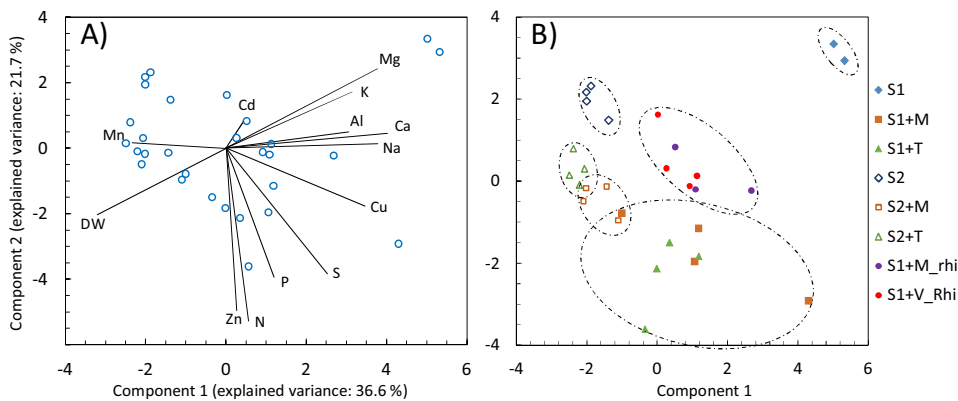 A)
B)
Component 2 (explained variance: 21.7 %)
4
2
0
-2
-4
-6
Mg
K
Cd
Al
Ca
Mn
Na
DW
Cu
S
P
Zn
N
-4
-2
0
2
4
6
Component 1 (explained variance: 36.6 %)
4
2
0
-2
-4
-4
-2
0
2
4
6
Component 1
S1
S1+M
S1+T
S2
S2+M
S2+T
S1+M_rhi
S1+V_Rhi